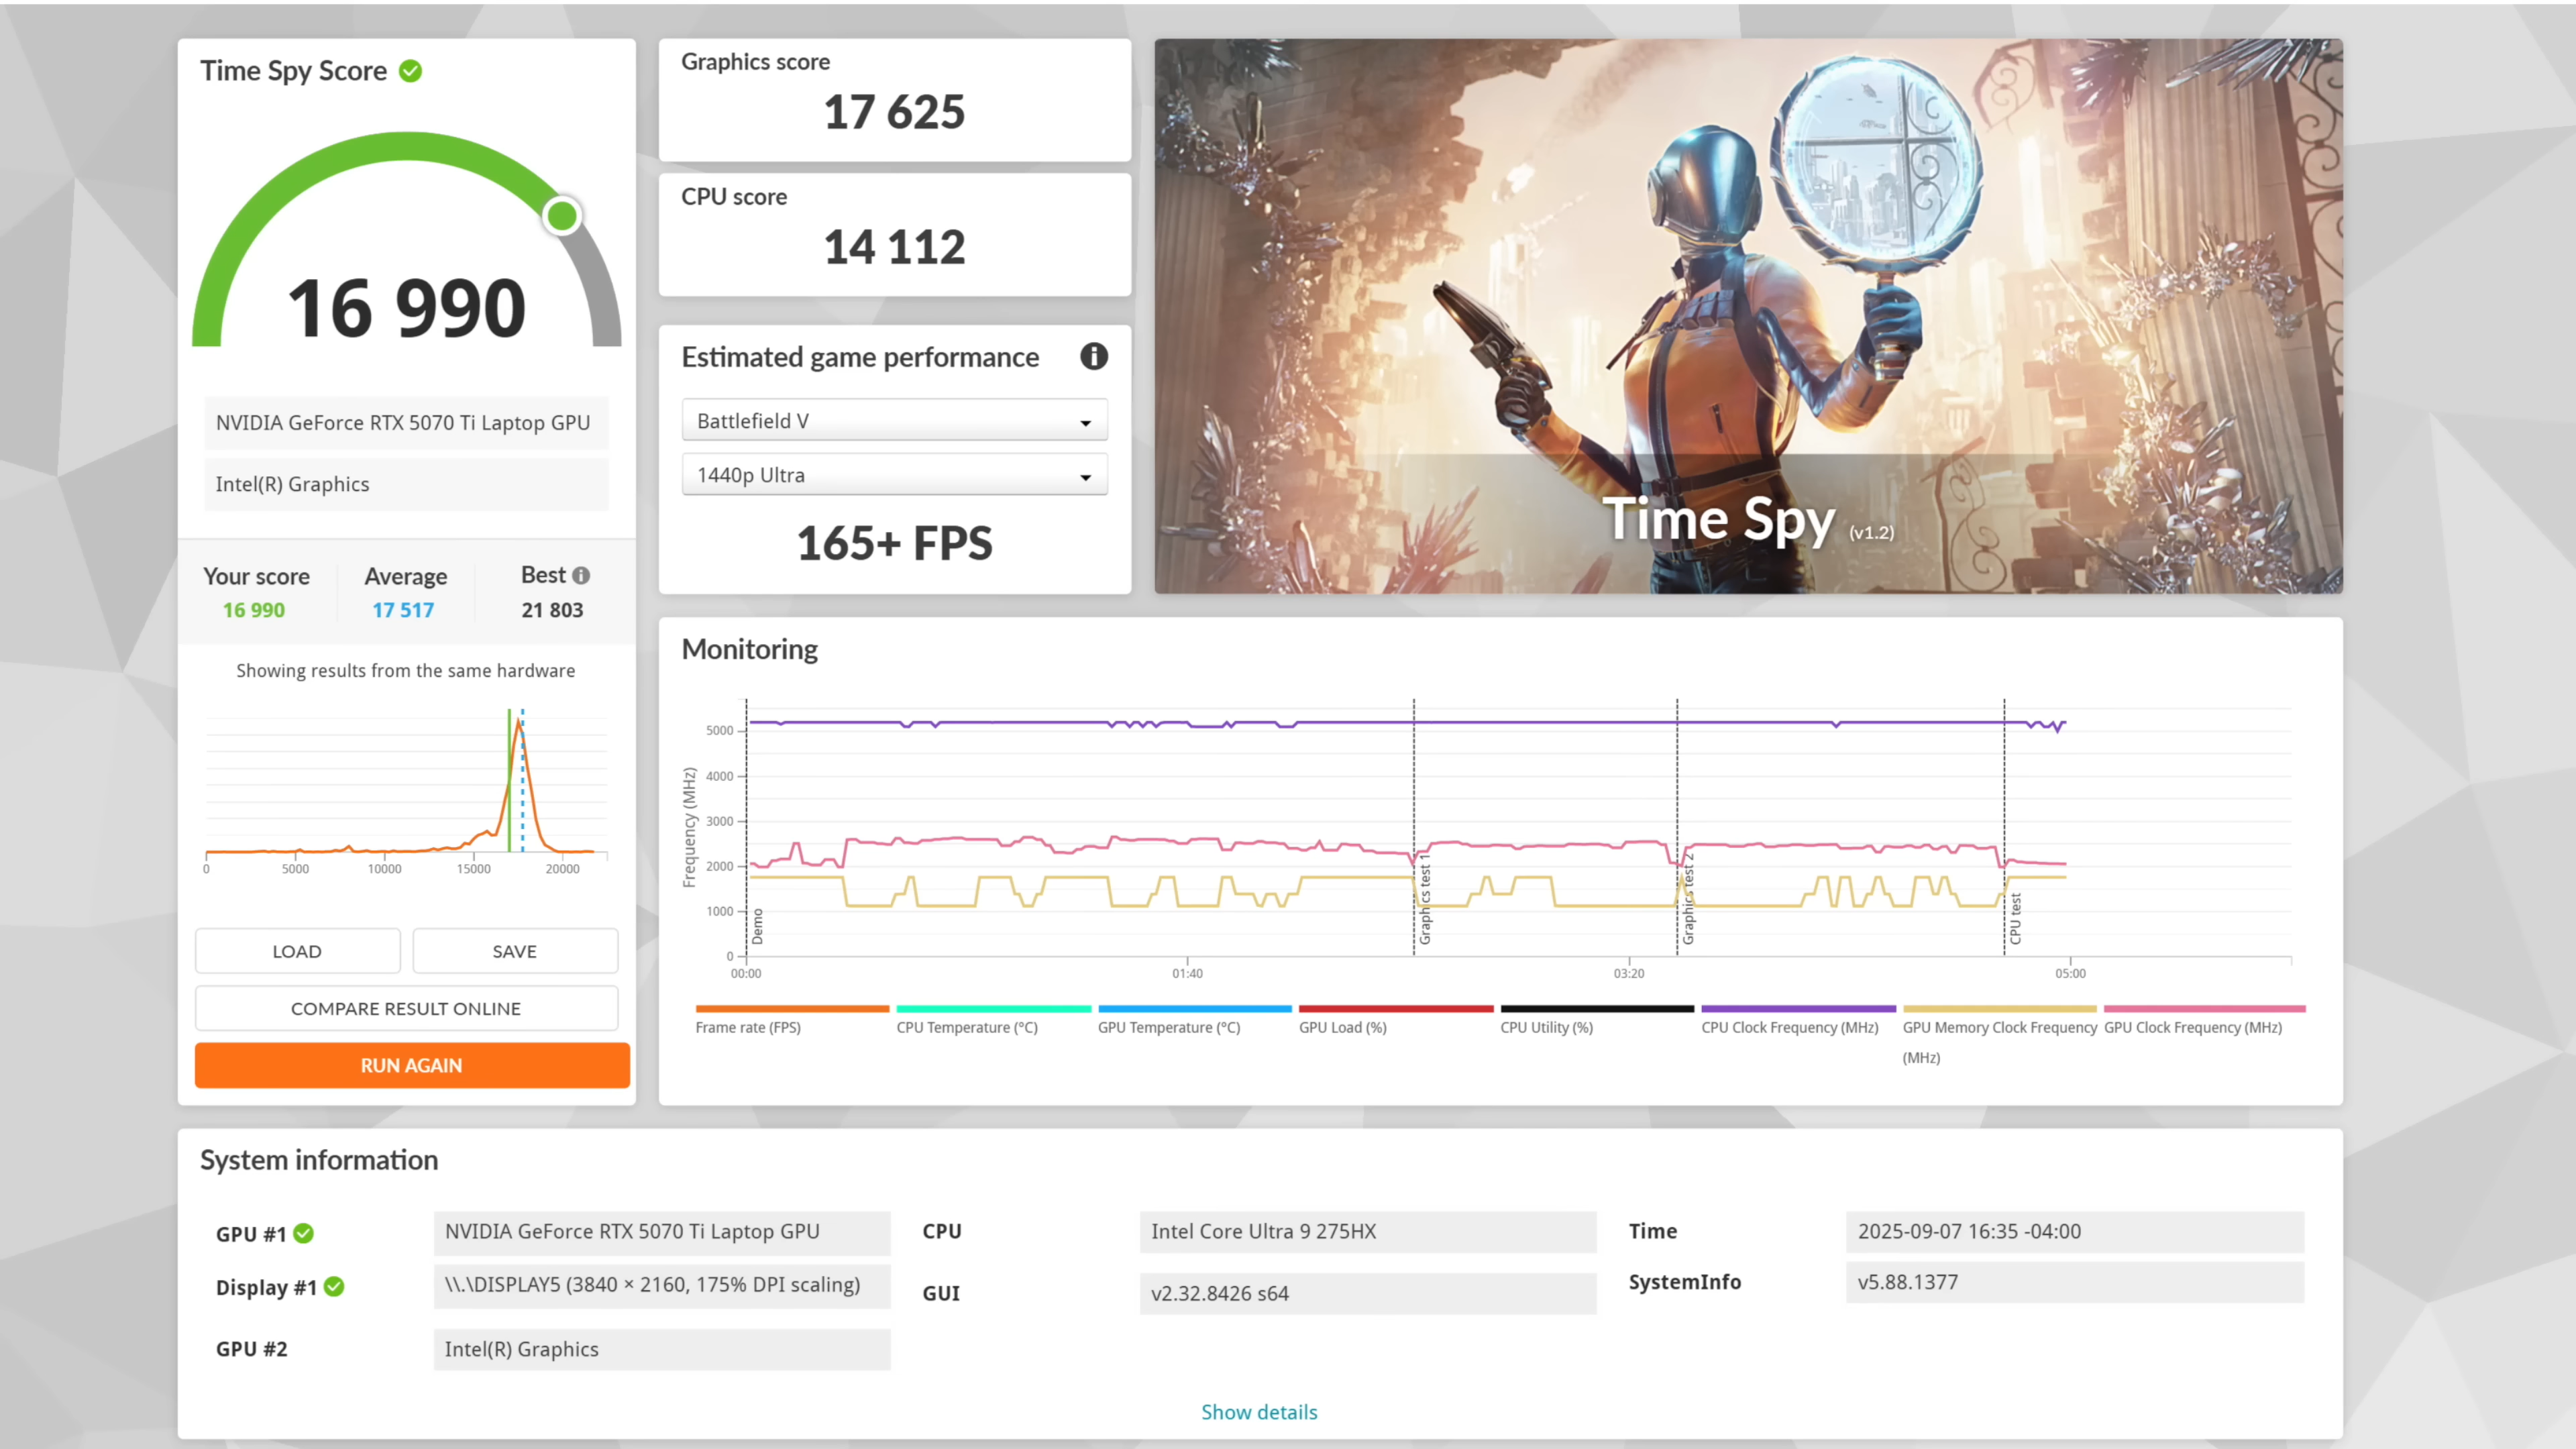 Time Spy Score
16 990
NVIDIA GeForce RTX 5070 Ti Laptop GPU
Intel(R) Graphics
Your score
Average
Best
16 990
17 517
21 803
Showing results from the same hardware
0
5000
10000
15000
20000
LOAD
SAVE
COMPARE RESULT ONLINE
RUN AGAIN
Graphics score
17 625
CPU score
14 112
Estimated game performance
Battlefield V
1440p Ultra
165+ FPS
Time Spy (v1.2)
Monitoring
Frequency (MHz)
5000
4000
3000
2000
1000
0
Demo
Graphics test 1
Graphics test 2
CPU test
00:00
01:40
03:20
05:00
Frame rate (FPS)
CPU Temperature (°C)
GPU Temperature (°C)
GPU Load (%)
CPU Utility (%)
CPU Clock Frequency (MHz)
GPU Memory Clock Frequency
(MHz)
GPU Clock Frequency (MHz)
System information
GPU #1
NVIDIA GeForce RTX 5070 Ti Laptop GPU
Display #1
\\.\DISPLAY5 (3840 × 2160, 175% DPI scaling)
GPU #2
Intel(R) Graphics
CPU
Intel Core Ultra 9 275HX
GUI
v2.32.8426 s64
Time
2025-09-07 16:35 -04:00
SystemInfo
v5.88.1377
Show details